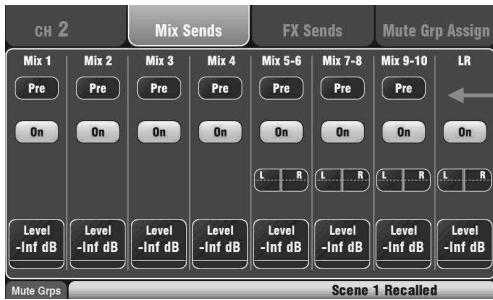 CH 2 Mix Sends FX Sends Mute Grp Assign
Mix 1 Mix 2 Mix 3 Mix 4 Mix 5-6 Mix 7-8 Mix 9-10 LR
Pre Pre Pre Pre Pre Pre Pre
On On On On On On On On
L R L R L R L R
Level Level Level Level Level Level Level Level
-Inf dB -Inf dB -Inf dB -Inf dB -Inf dB -Inf dB -Inf dB -Inf dB
Mute Grps Scene 1 Recalled